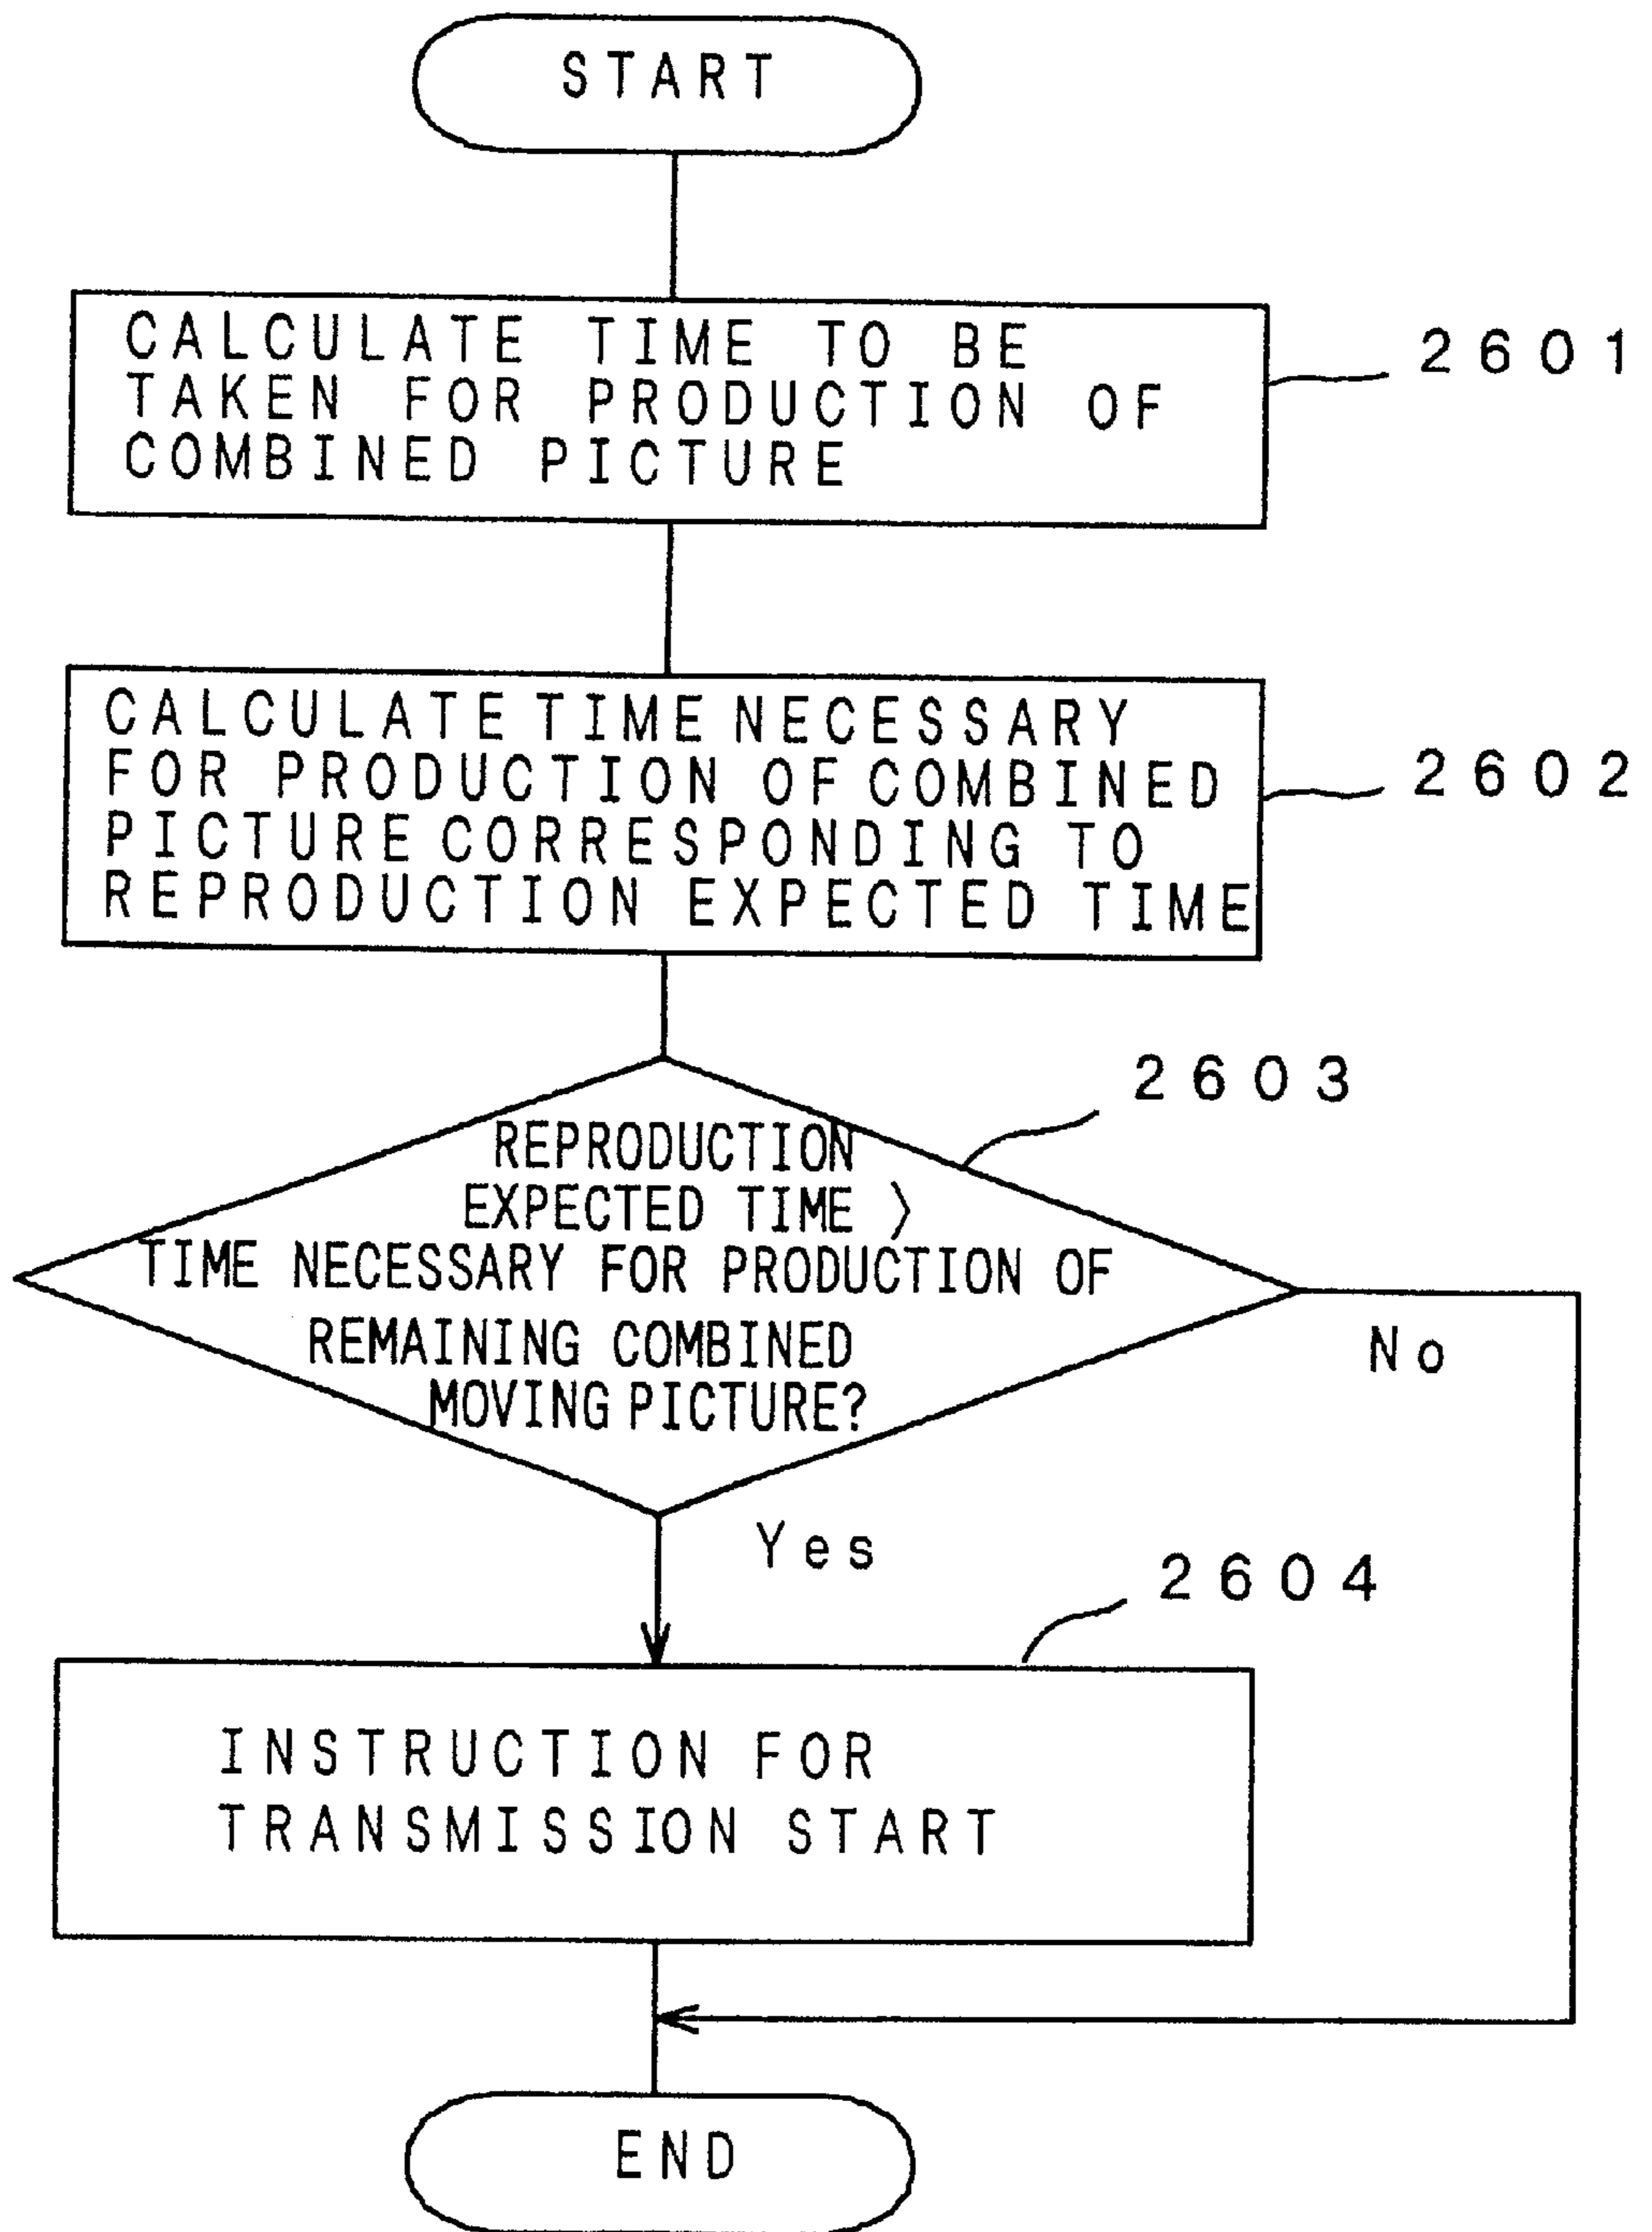 START
CALCULATE TIME TO BE
TAKEN FOR PRODUCTION OF
COMBINED PICTURE
2601
CALCULATE TIME NECESSARY
FOR PRODUCTION OF COMBINED
PICTURE CORRESPONDING TO
REPRODUCTION EXPECTED TIME
2602
2603
REPRODUCTION
EXPECTED TIME >
TIME NECESSARY FOR PRODUCTION OF
REMAINING COMBINED
MOVING PICTURE?
No
Yes
2604
INSTRUCTION FOR
TRANSMISSION START
END